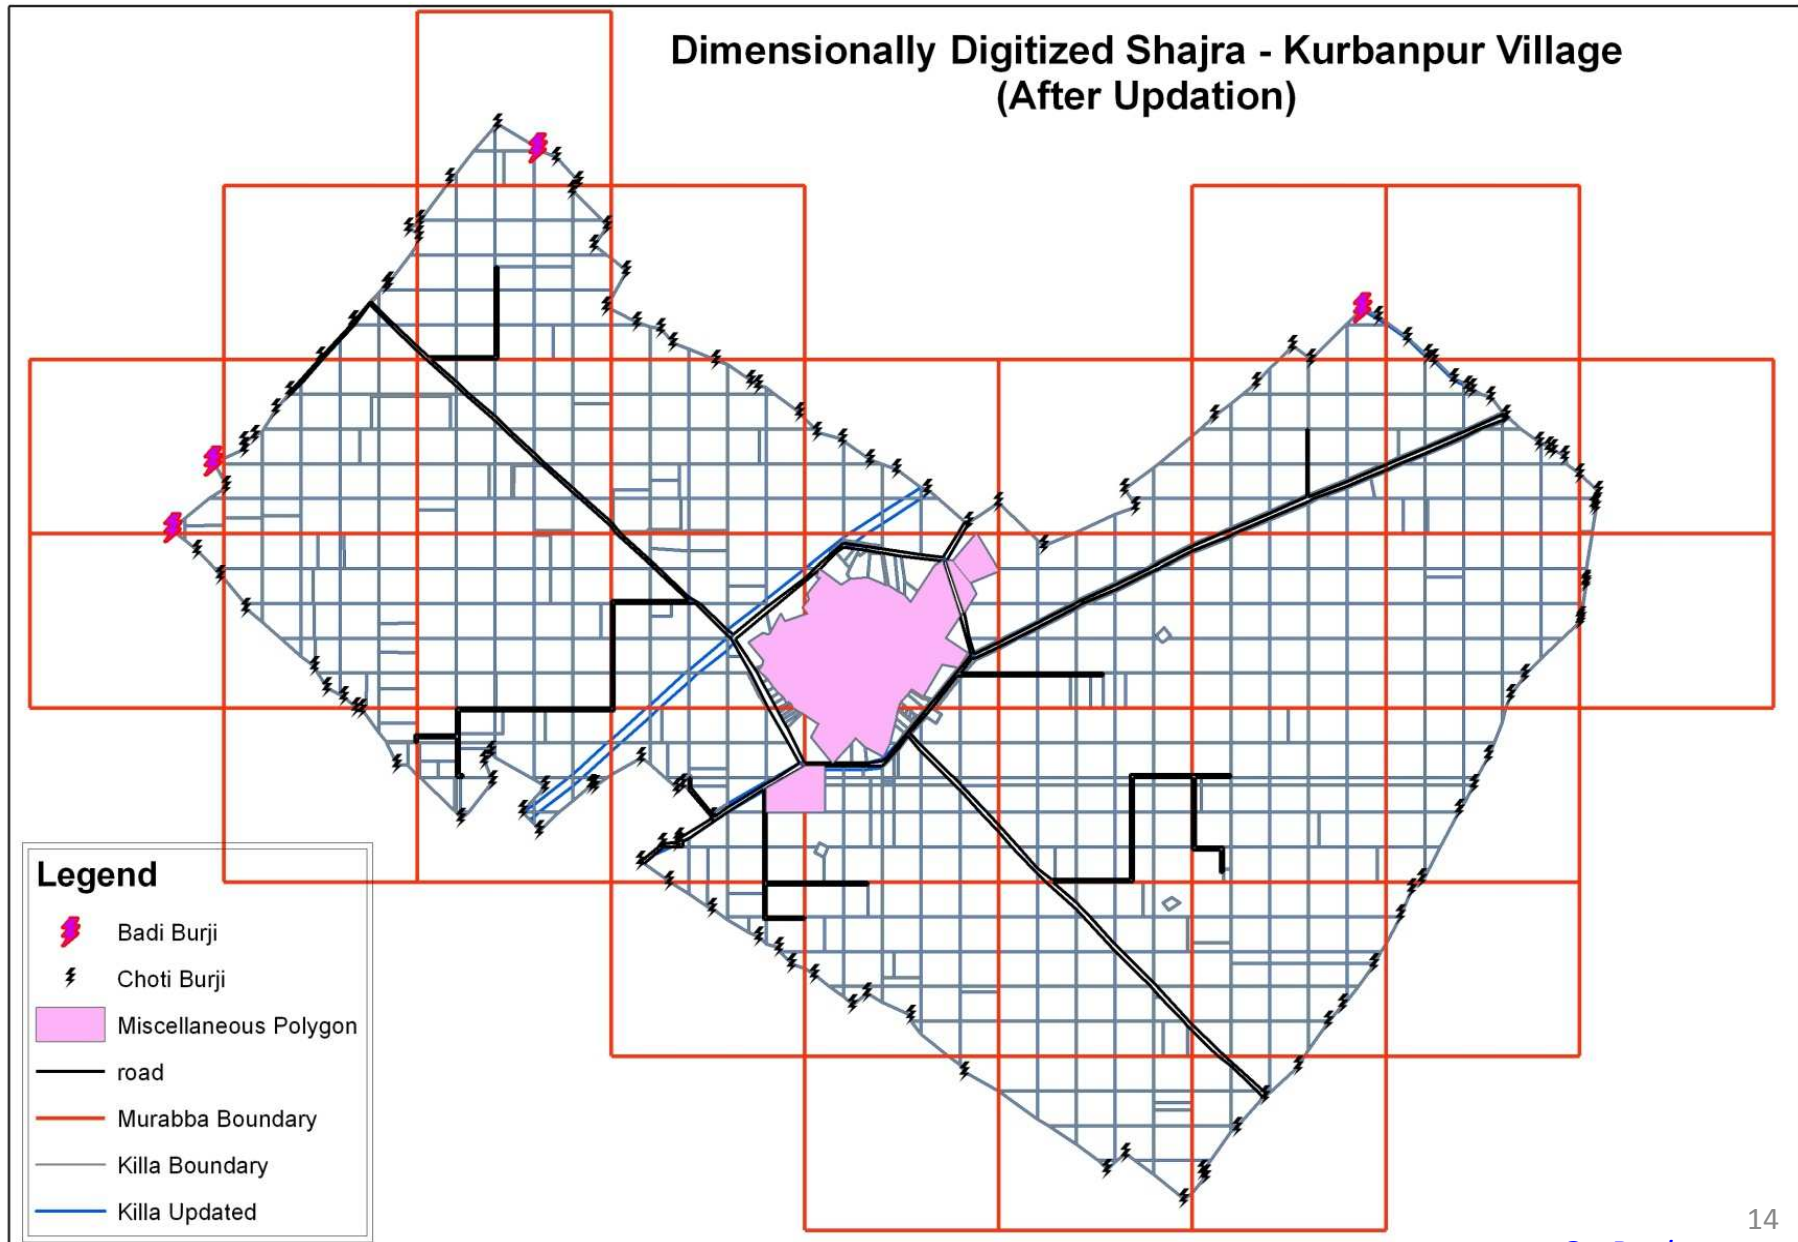 Dimensionally Digitized Shajra - Kurbanpur Village
(After Updation)
Legend
Badi Burji
Choti Burji
Miscellaneous Polygon
road
Murabba Boundary
Killa Boundary
Killa Updated
14